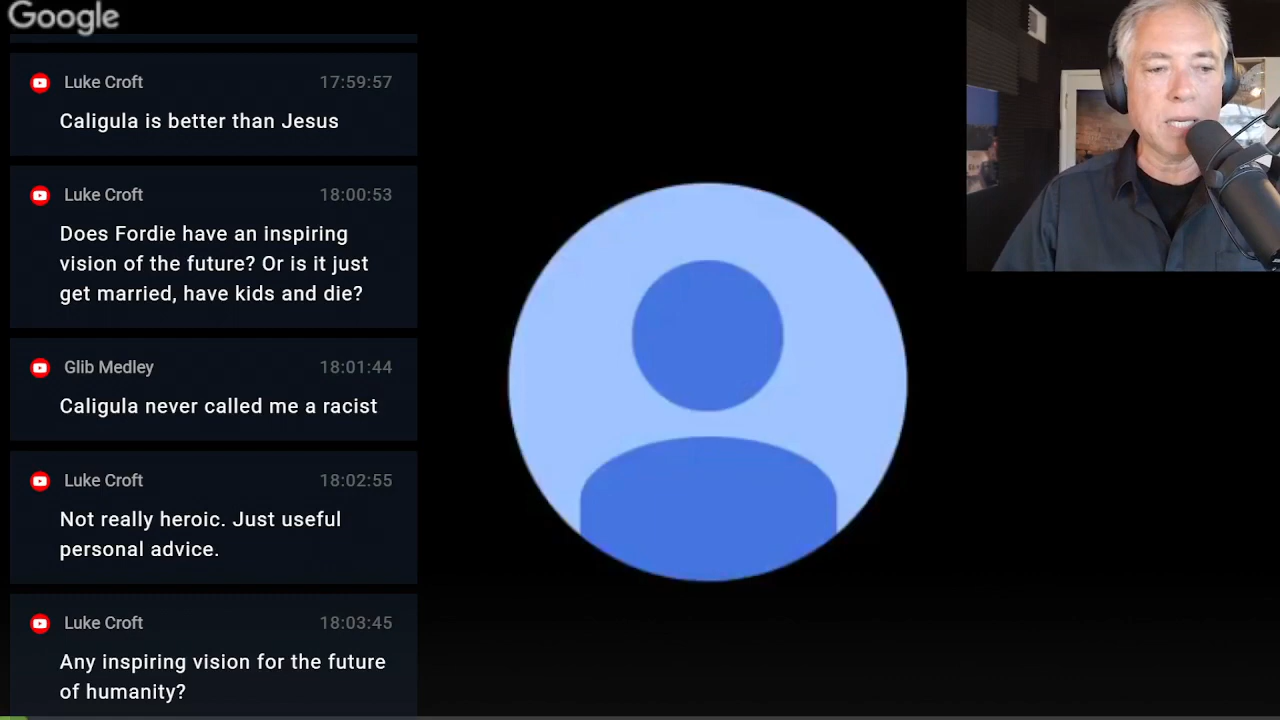 Google
Luke Croft 17:59:57
Caligula is better than Jesus
Luke Croft 18:00:53
Does Fordie have an inspiring
vision of the future? Or is it just
get married, have kids and die?
Glib Medley 18:01:44
Caligula never called me a racist
Luke Croft 18:02:55
Not really heroic. Just useful
personal advice.
Luke Croft 18:03:45
Any inspiring vision for the future
of humanity?